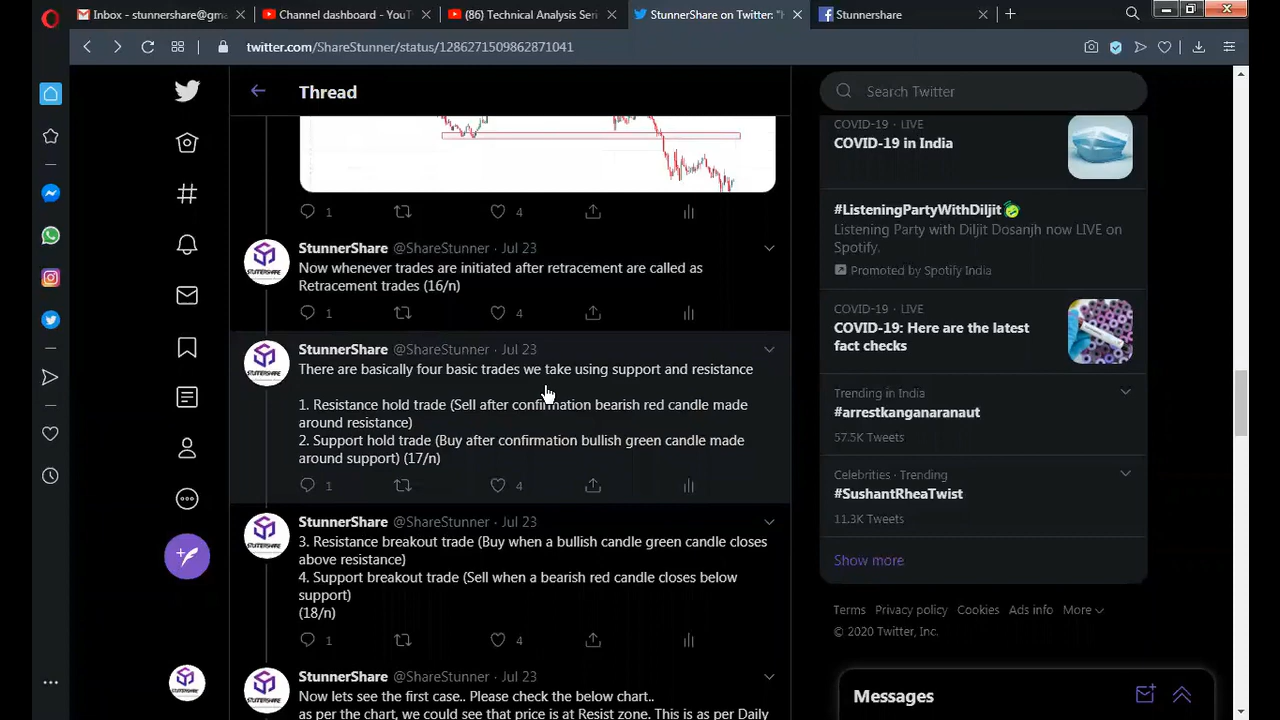 Inbox - stunnershare@gma
Channel dashboard - YouT
(86) Technical Analysis Seri
StunnerShare on Twitter: "H
Stunnershare
twitter.com/ShareStunner/status/1286271509862871041
Thread
Search Twitter
1
4
StunnerShare @ShareStunner · Jul 23
Now whenever trades are initiated after retracement are called as
Retracement trades (16/n)
1
4
StunnerShare @ShareStunner · Jul 23
There are basically four basic trades we take using support and resistance
1. Resistance hold trade (Sell after confirmation bearish red candle made
around resistance)
2. Support hold trade (Buy after confirmation bullish green candle made
around support) (17/n)
1
4
StunnerShare @ShareStunner · Jul 23
3. Resistance breakout trade (Buy when a bullish candle green candle closes
above resistance)
4. Support breakout trade (Sell when a bearish red candle closes below
support)
(18/n)
1
4
StunnerShare @ShareStunner · Jul 23
Now lets see the first case.. Please check the below chart..
as per the chart, we could see that price is at Resist zone. This is as per Daily
COVID-19 · LIVE
COVID-19 in India
#ListeningPartyWithDiljit
Listening Party with Diljit Dosanjh now LIVE on
Spotify.
Promoted by Spotify India
COVID-19 · LIVE
COVID-19: Here are the latest
fact checks
Trending in India
#arrestkanganaranaut
57.5K Tweets
Celebrities · Trending
#SushantRheaTwist
11.3K Tweets
Show more
Terms Privacy policy Cookies Ads info More
© 2020 Twitter, Inc.
Messages